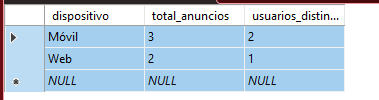 dispositivo total_anuncios usuarios_distin...
Móvil 3 2
Web 2 1
NULL NULL NULL